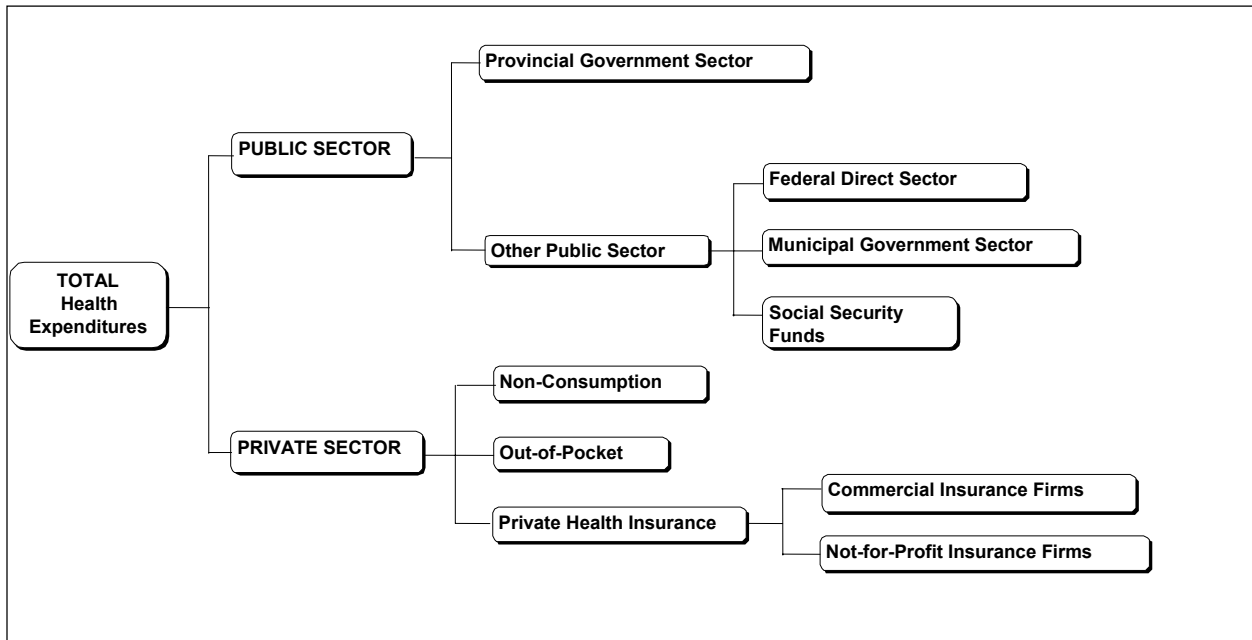 Provincial Government Sector
PUBLIC SECTOR
Federal Direct Sector
Other Public Sector
Municipal Government Sector
Social Security
Funds
TOTAL
Health
Expenditures
Non-Consumption
PRIVATE SECTOR
Out-of-Pocket
Private Health Insurance
Commercial Insurance Firms
Not-for-Profit Insurance Firms